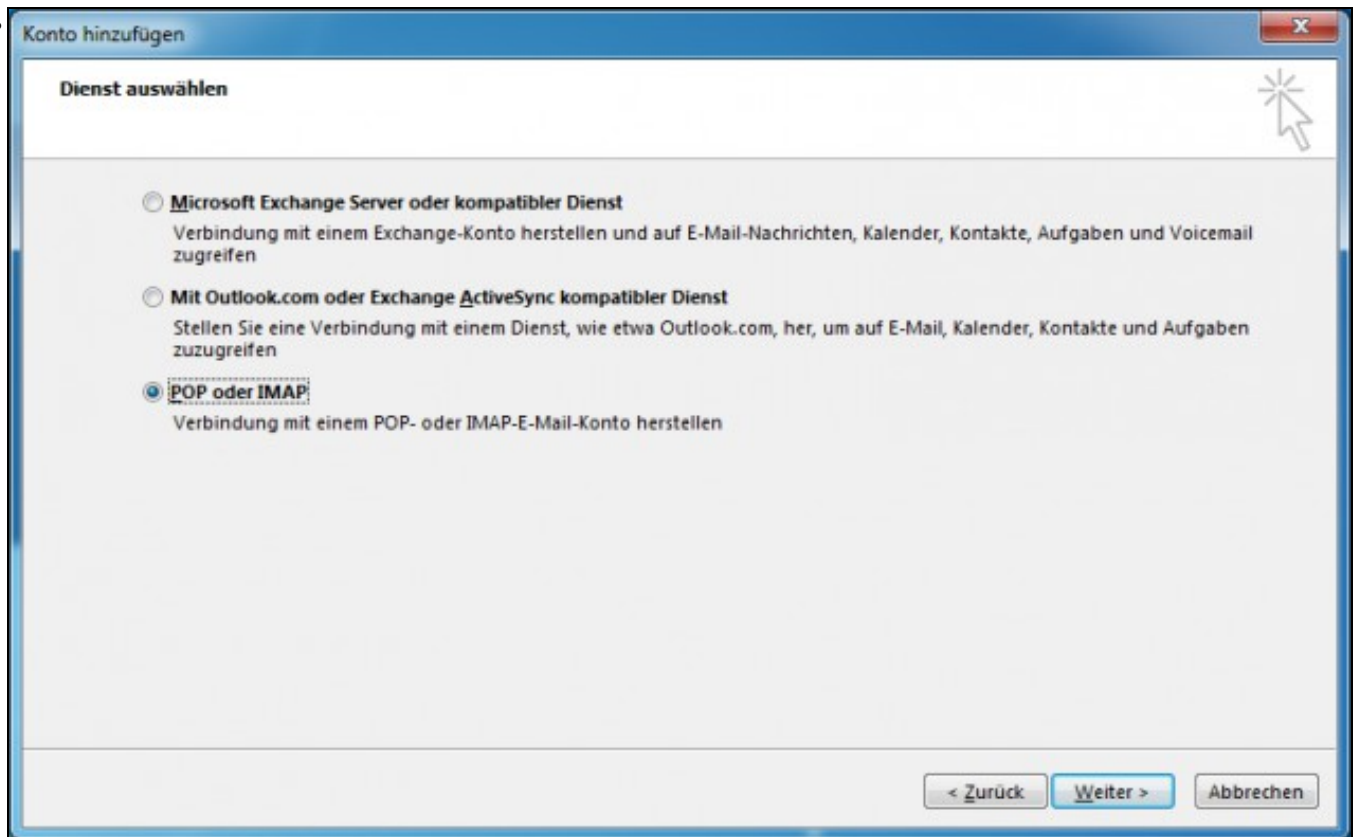 Konto hinzufügen
Dienst auswählen
Microsoft Exchange Server oder kompatibler Dienst
Verbindung mit einem Exchange-Konto herstellen und auf E-Mail-Nachrichten, Kalender, Kontakte, Aufgaben und Voicemail
zugreifen
Mit Outlook.com oder Exchange ActiveSync kompatibler Dienst
Stellen Sie eine Verbindung mit einem Dienst, wie etwa Outlook.com, her, um auf E-Mail, Kalender, Kontakte und Aufgaben
zuzugreifen
POP oder IMAP
Verbindung mit einem POP- oder IMAP-E-Mail-Konto herstellen
< Zurück Weiter > Abbrechen